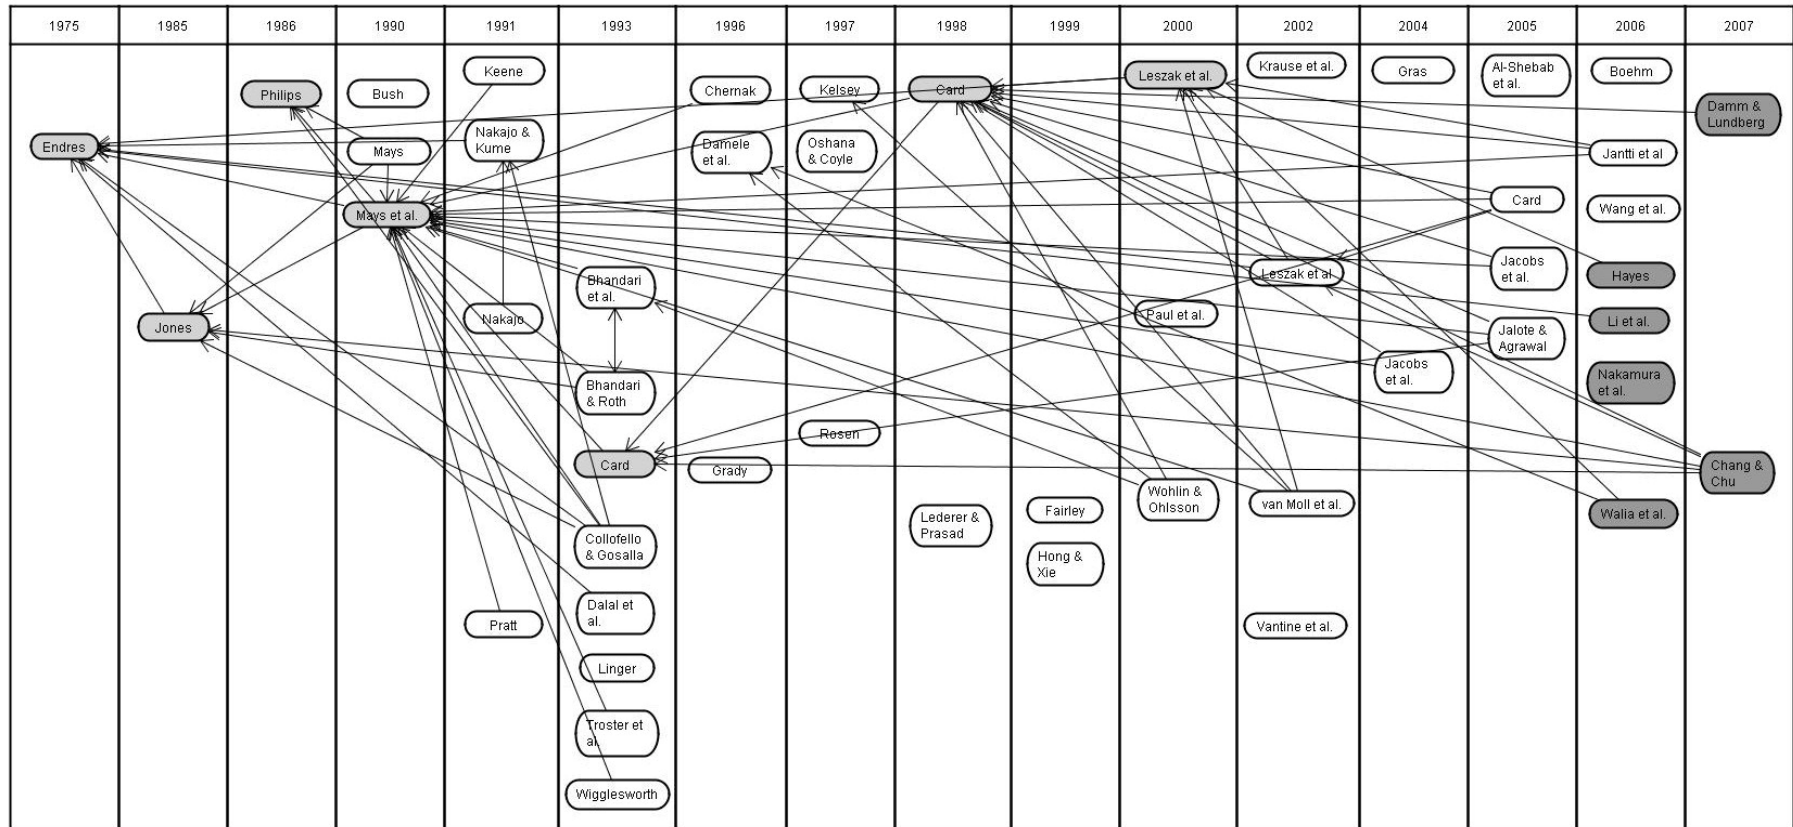 1975
1985
1986
1990
1991
1993
1996
1997
1998
1999
2000
2002
2004
2005
2006
2007
Endres
Jones
Philips
Bush
Mays
Mays et al.
Keene
Nakajo &
Kume
Nakajo
Pratt
Bhandari
et al.
Bhandari
& Roth
Card
Collofello
& Gosalla
Dalal et
al.
Linger
Troster et
al.
Wigglesworth
Chernak
Damele
et al.
Grady
Kelsey
Oshana
& Coyle
Rosen
Card
Lederer &
Prasad
Fairley
Hong &
Xie
Leszak et al.
Paul et al.
Wohlin &
Ohlsson
Krause et al.
Leszak et al
van Moll et al.
Vantine et al.
Gras
Jacobs
et al.
Al-Shebab
et al.
Card
Jacobs
et al.
Jalote &
Agrawal
Boehm
Jantti et al
Wang et al.
Hayes
Li et al.
Nakamura
et al.
Walia et al.
Damm &
Lundberg
Chang &
Chu